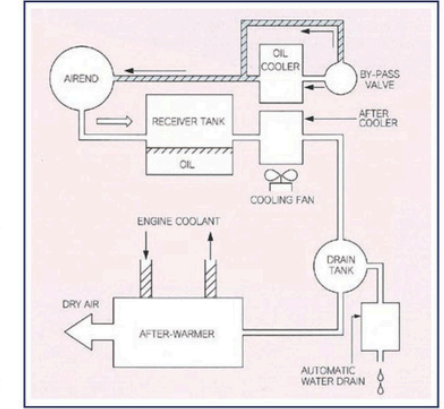 OIL
COOLER
AIREND
BY-PASS
VALVE
RECEIVER TANK
AFTER
COOLER
OIL
COOLING FAN
ENGINE COOLANT
DRAIN
TANK
DRY AIR
AFTER-WARMER
AUTOMATIC
WATER DRAIN